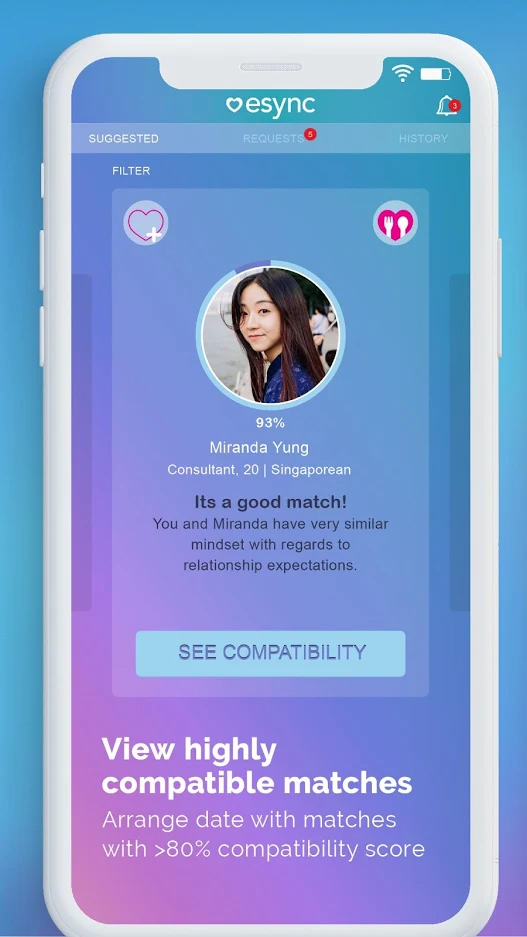 esync
3
SUGGESTED
REQUESTS
5
HISTORY
FILTER
93%
Miranda Yung
Consultant, 20 | Singaporean
Its a good match!
You and Miranda have very similar
mindset with regards to
relationship expectations.
SEE COMPATIBILITY
View highly
compatible matches
Arrange date with matches
with >80% compatibility score